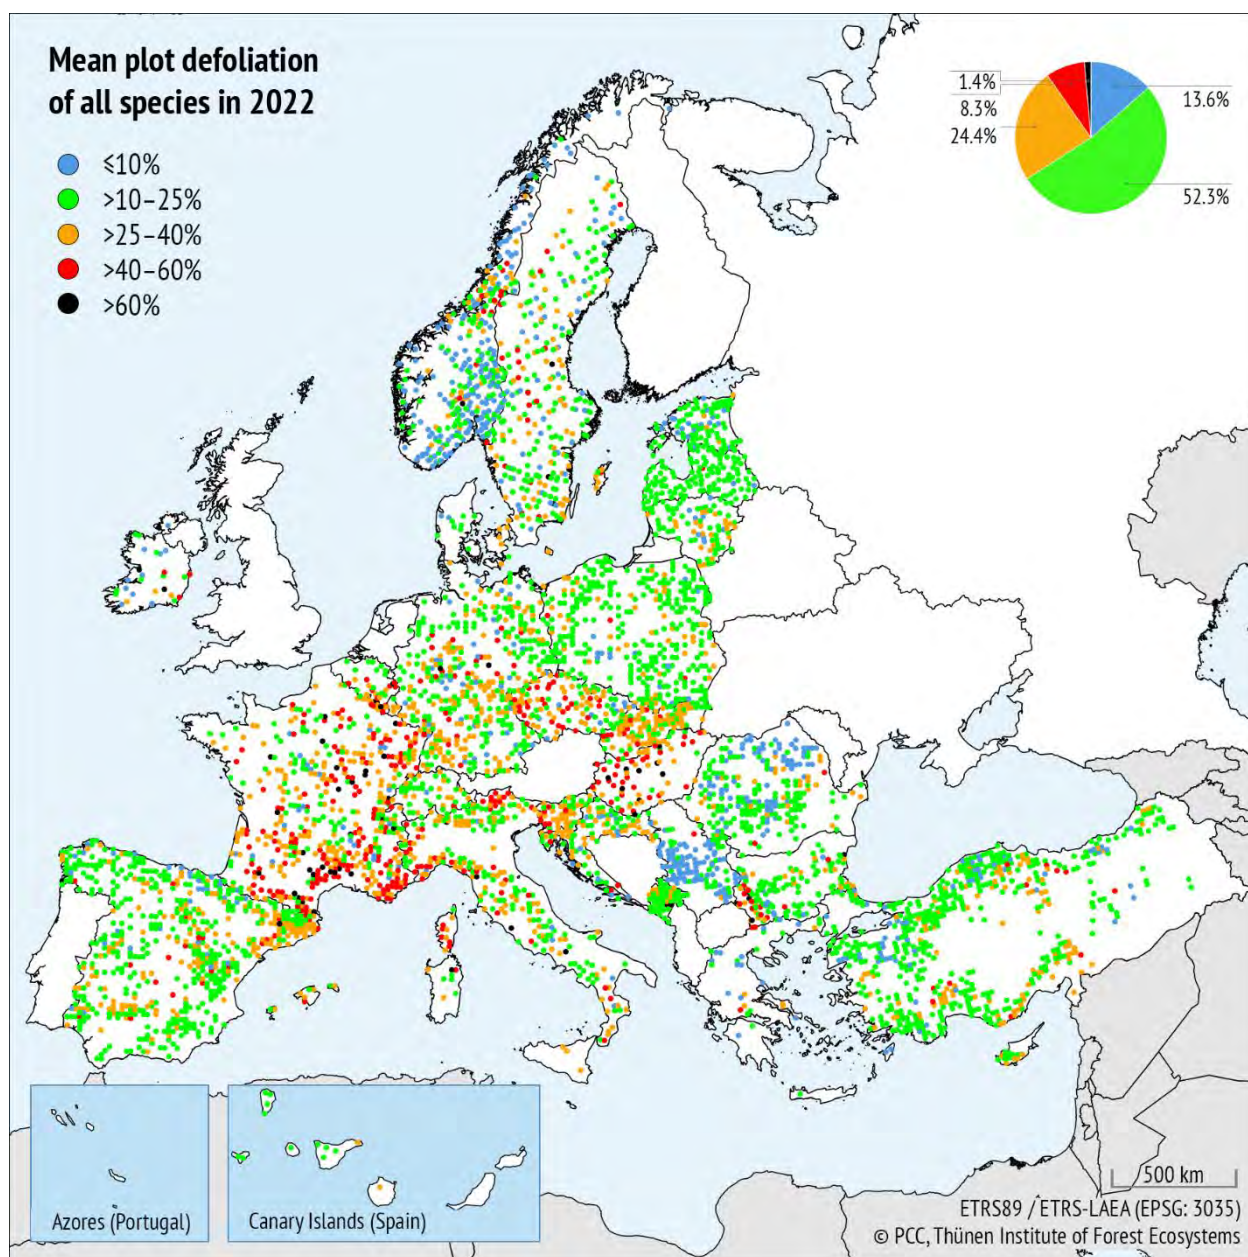 Mean plot defoliation
of all species in 2022
≤10%
>10–25%
>25–40%
>40–60%
>60%
1.4%
8.3%
24.4%
13.6%
52.3%
Azores (Portugal)
Canary Islands (Spain)
500 km
ETRS89 / ETRS-LAEA (EPSG: 3035)
© PCC, Thünen Institute of Forest Ecosystems